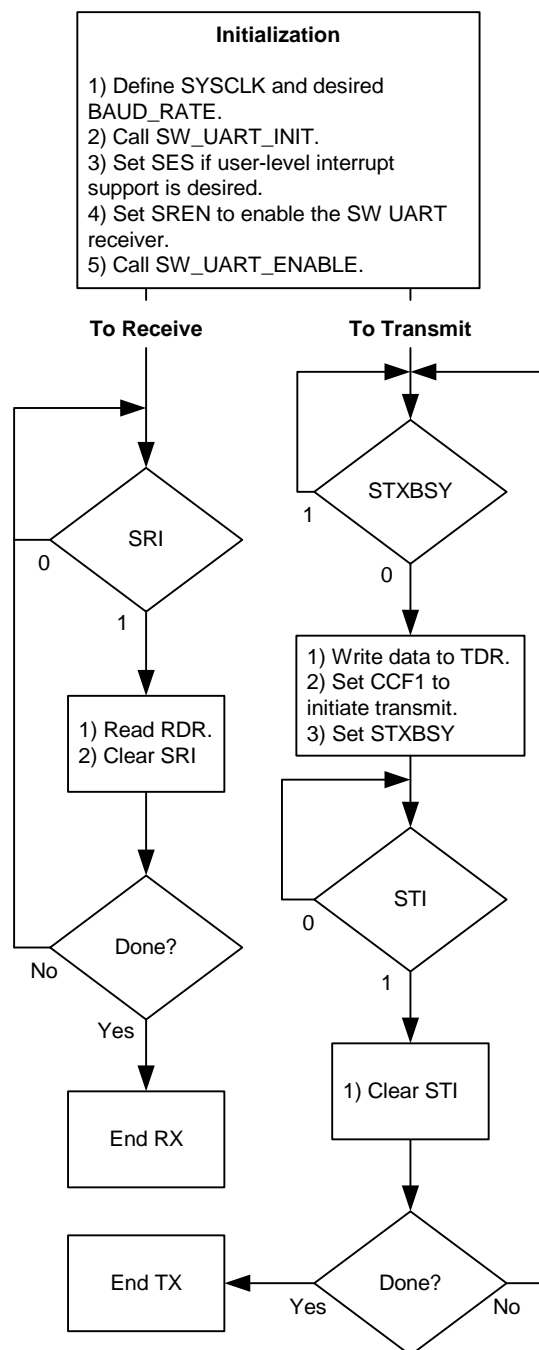 Initialization
1) Define SYSCLK and desired
BAUD_RATE.
2) Call SW_UART_INIT.
3) Set SES if user-level interrupt
support is desired.
4) Set SREN to enable the SW UART
receiver.
5) Call SW_UART_ENABLE.
To Receive
SRI
0
1
1) Read RDR.
2) Clear SRI
Done?
No
Yes
End RX
To Transmit
STXBSY
1
0
1) Write data to TDR.
2) Set CCF1 to
initiate transmit.
3) Set STXBSY
STI
0
1
1) Clear STI
Done?
Yes
No
End TX